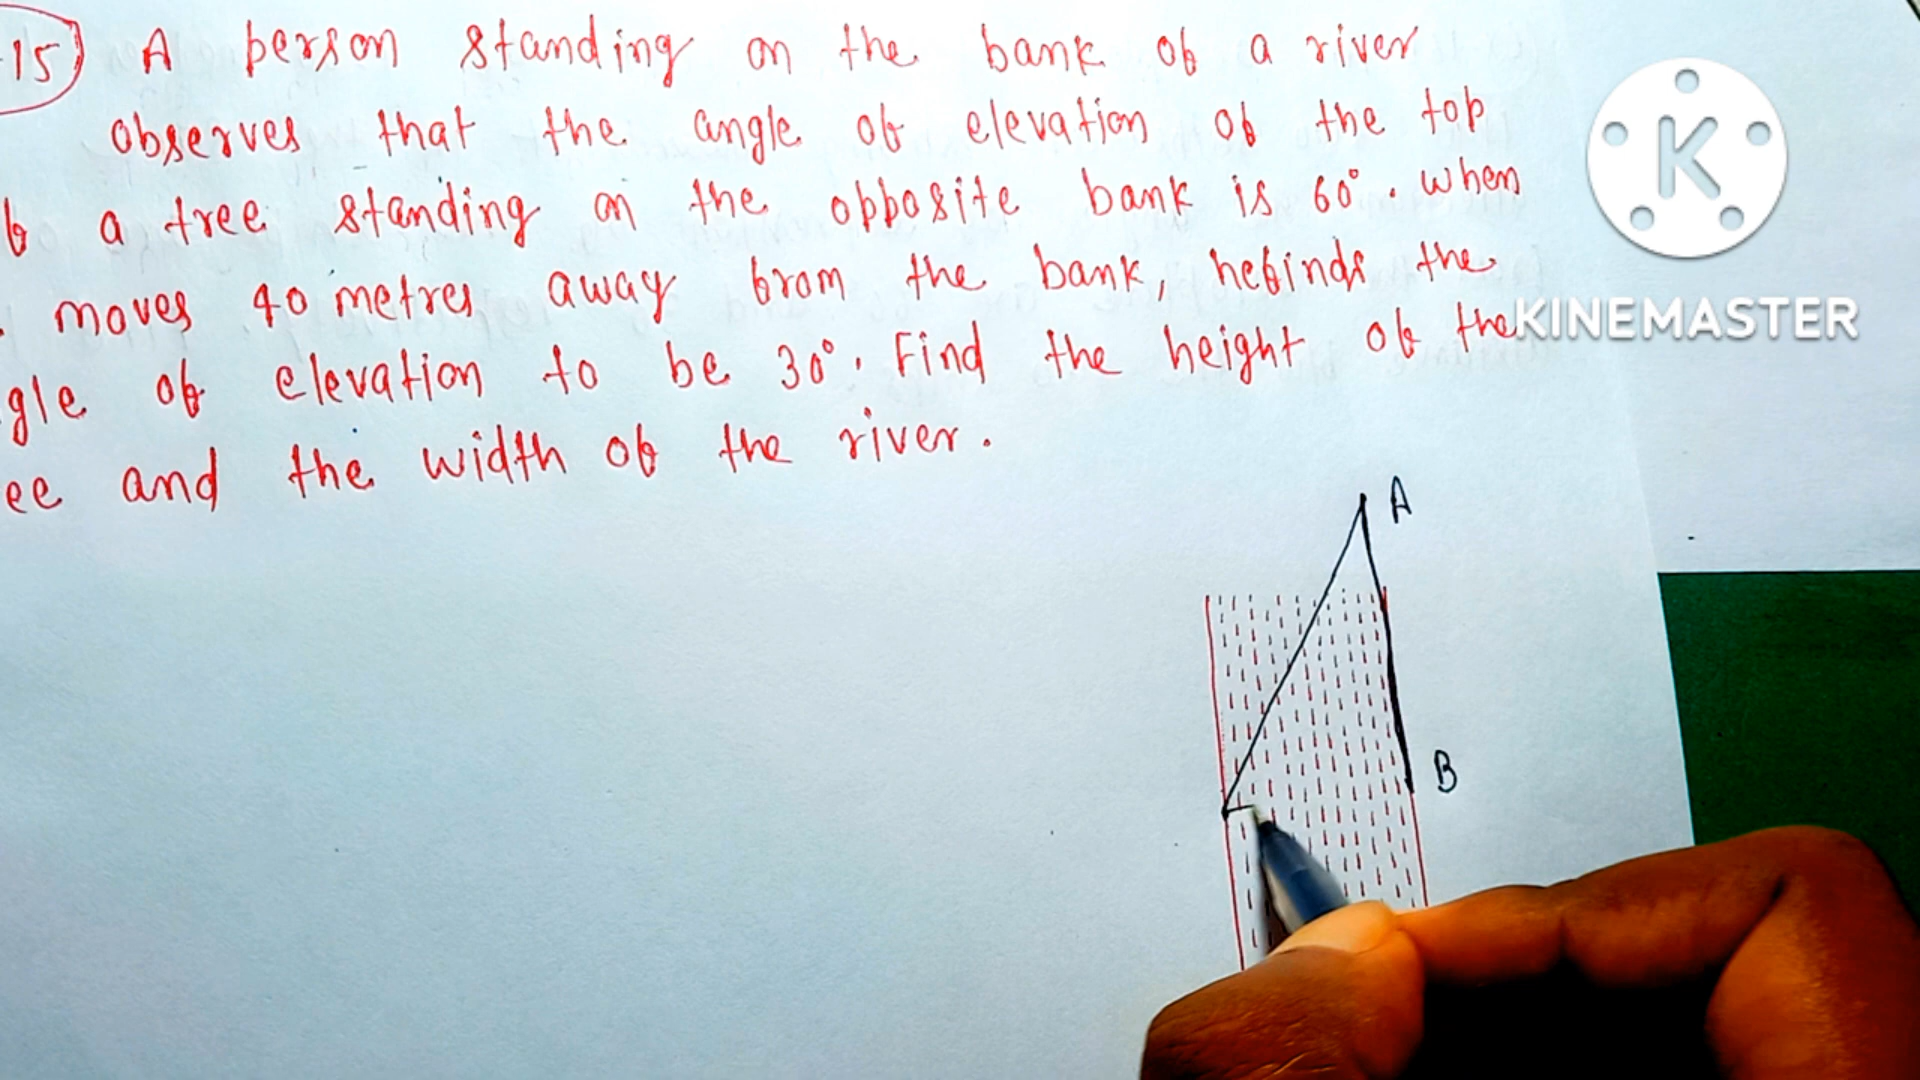 15) A person standing on the bank of a river
observes that the angle of elevation of the top
a tree standing on the opposite bank is 60°. When
moves 40 metres away from the bank, he finds the
gle of elevation to be 30°. Find the height of the
ee and the width of the river.
A
B
K
KINEMASTER